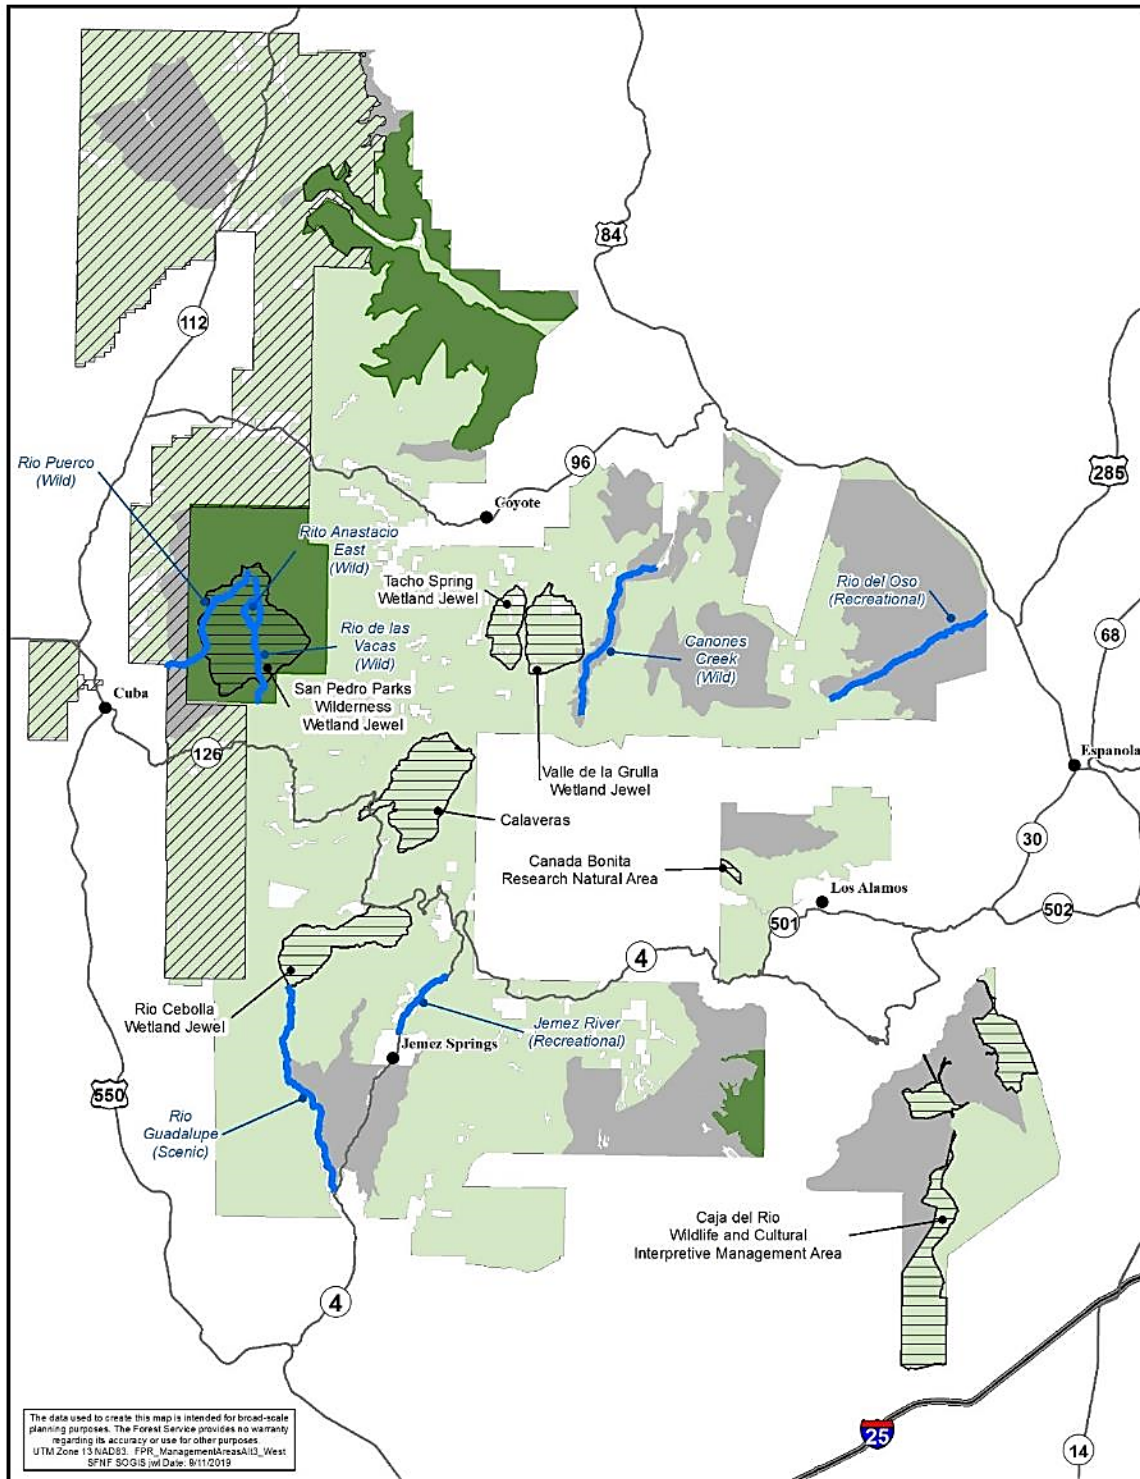 84
112
Rio Puerco
(Wild)
96
285
Coyote
Rito Anastacio
East
(Wild)
Tacho Spring
Wetland Jewel
Rio del Oso
(Recreational)
Rio de las
Vacas
(Wild)
Canones
Creek
(Wild)
68
San Pedro Parks
Wilderness
Wetland Jewel
Cuba
126
Valle de la Grulla
Wetland Jewel
Espanola
Calaveras
30
Canada Bonita
Research Natural Area
Los Alamos
501
502
4
Rio Cebolla
Wetland Jewel
Jemez River
(Recreational)
Jemez Springs
550
Rio
Guadalupe
(Scenic)
Caja del Rio
Wildlife and Cultural
Interpretive Management Area
4
25
14
The data used to create this map is intended for broad-scale
planning purposes. The Forest Service provides no warranty
regarding its accuracy or use for other purposes.
UTM Zone 13 NAD83. FPR_ManagementAreasAlt3_West
SFNF SOGIS jwl Date: 9/11/2019